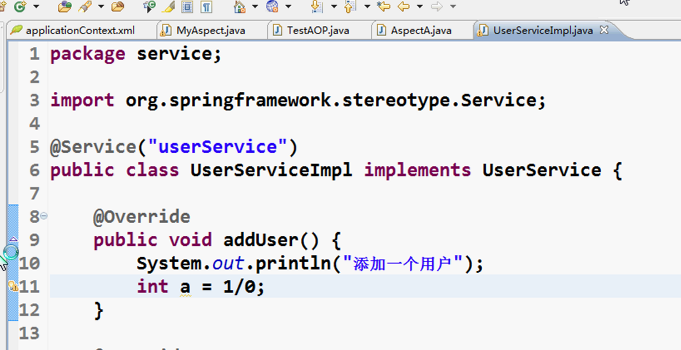 applicationContext.xml MyAspect.java TestAOP.java AspectA.java UserServiceImpl.java
1 package service;
2
3 import org.springframework.stereotype.Service;
4
5 @Service("userService")
6 public class UserServiceImpl implements UserService {
7
8 @Override
9 public void addUser() {
10 System.out.println("添加一个用户");
11 int a = 1/0;
12 }
13